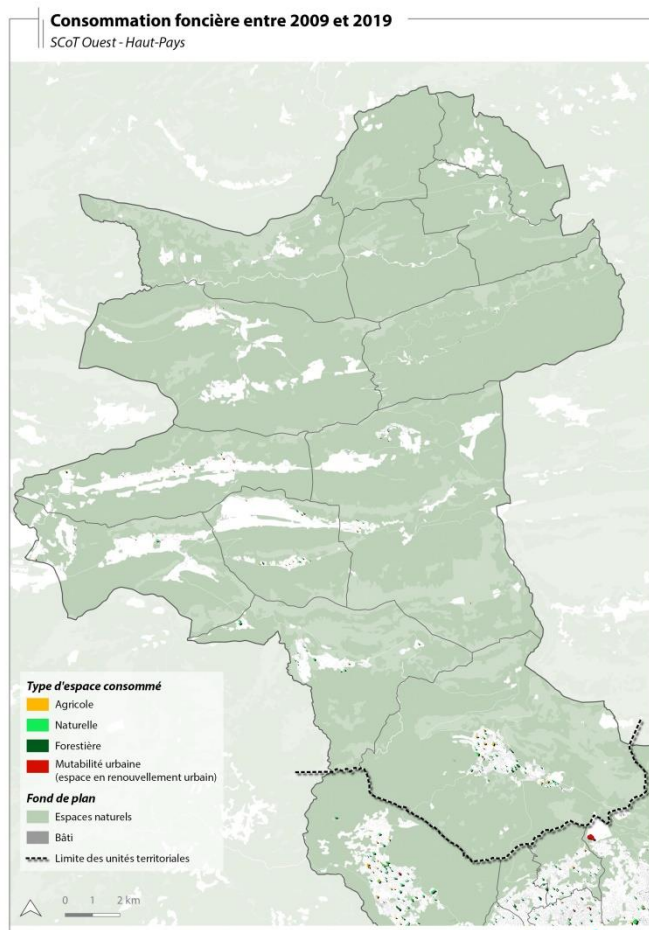 Consommation foncière entre 2009 et 2019
SCoT Ouest - Haut-Pays
Type d'espace consommé
Agricole
Naturelle
Forestière
Mutabilité urbaine
(espace en renouvellement urbain)
Fond de plan
Espaces naturels
Bâti
Limite des unités territoriales
0 1 2 km